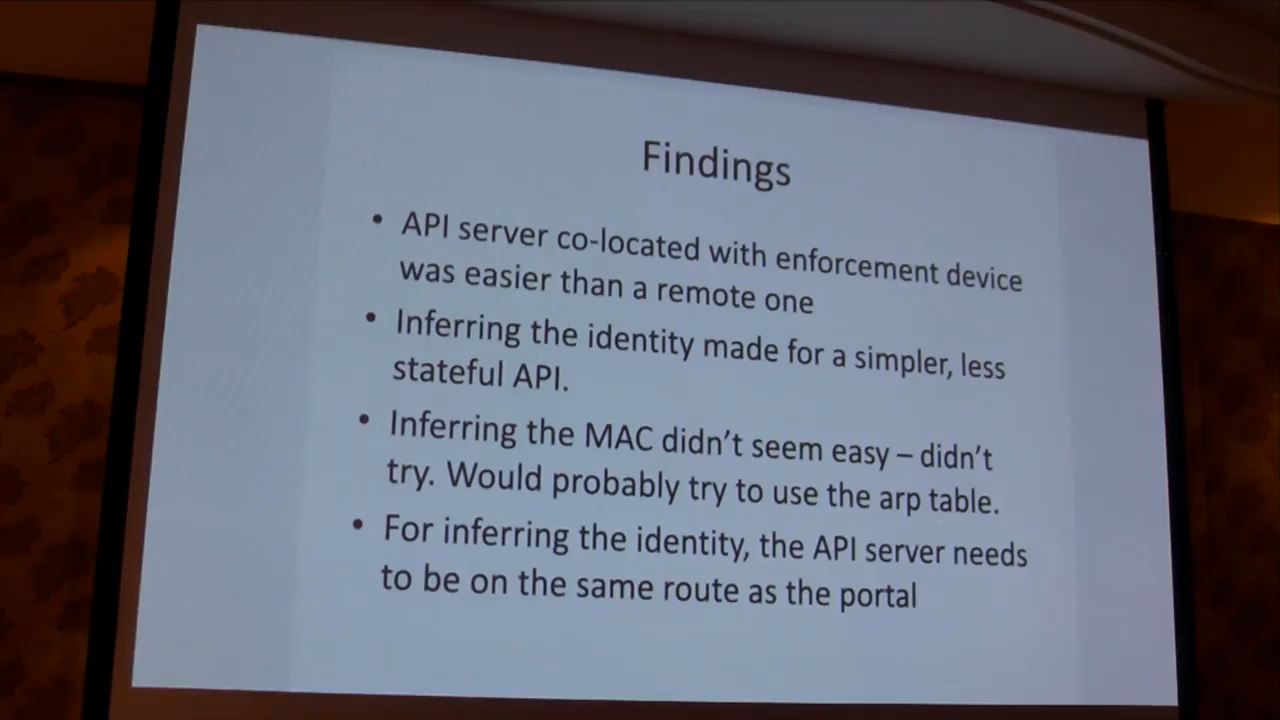 Findings
• API server co-located with enforcement device
was easier than a remote one
• Inferring the identity made for a simpler, less
stateful API.
• Inferring the MAC didn't seem easy – didn't
try. Would probably try to use the arp table.
• For inferring the identity, the API server needs
to be on the same route as the portal